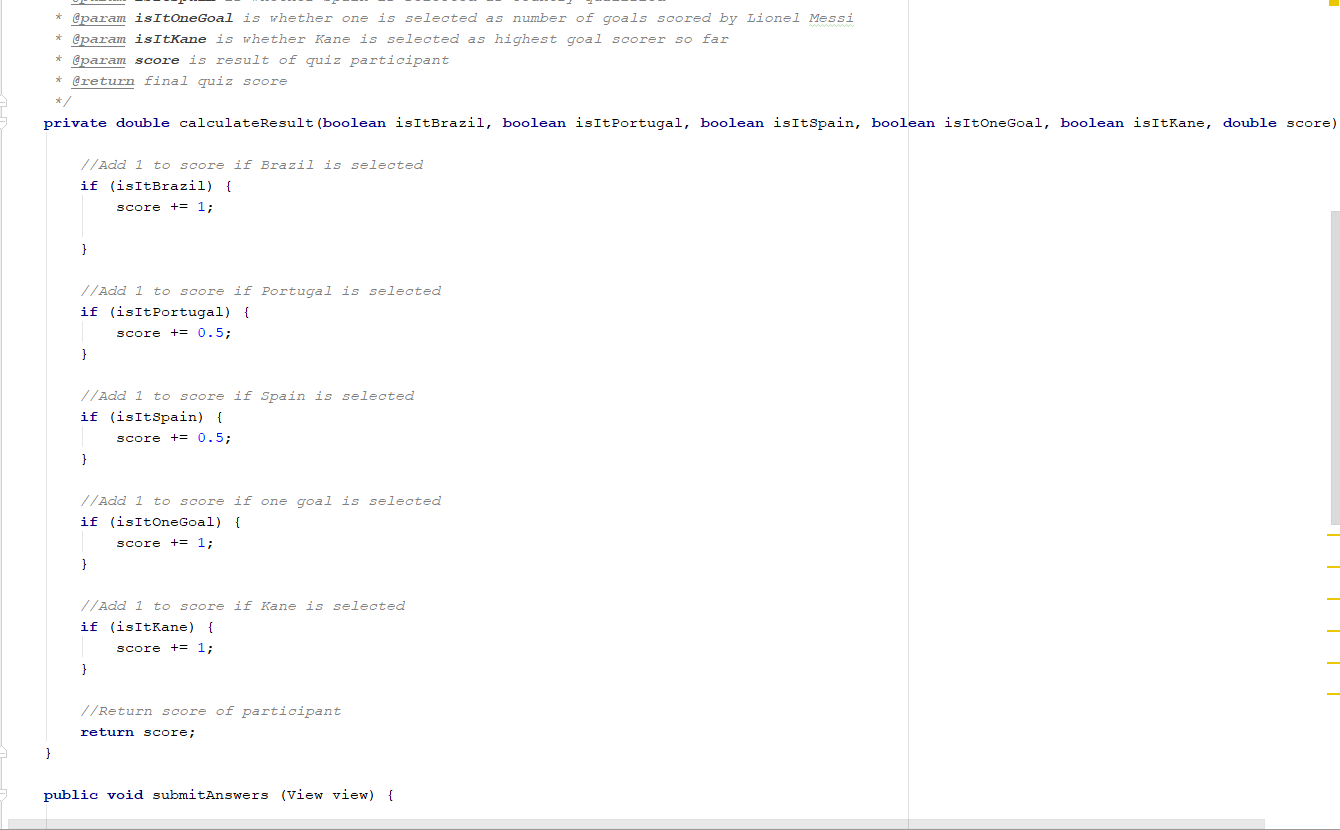 * @param isItOneGoal is whether one is selected as number of goals scored by Lionel Messi
* @param isItKane is whether Kane is selected as highest goal scorer so far
* @param score is result of quiz participant
* @return final quiz score
*/
private double calculateResult(boolean isItBrazil, boolean isItPortugal, boolean isItSpain, boolean isItOneGoal, boolean isItKane, double score)
//Add 1 to score if Brazil is selected
if (isItBrazil) {
score += 1;
}
//Add 1 to score if Portugal is selected
if (isItPortugal) {
score += 0.5;
}
//Add 1 to score if Spain is selected
if (isItSpain) {
score += 0.5;
}
//Add 1 to score if one goal is selected
if (isItOneGoal) {
score += 1;
}
//Add 1 to score if Kane is selected
if (isItKane) {
score += 1;
}
//Return score of participant
return score;
}
public void submitAnswers (View view) {